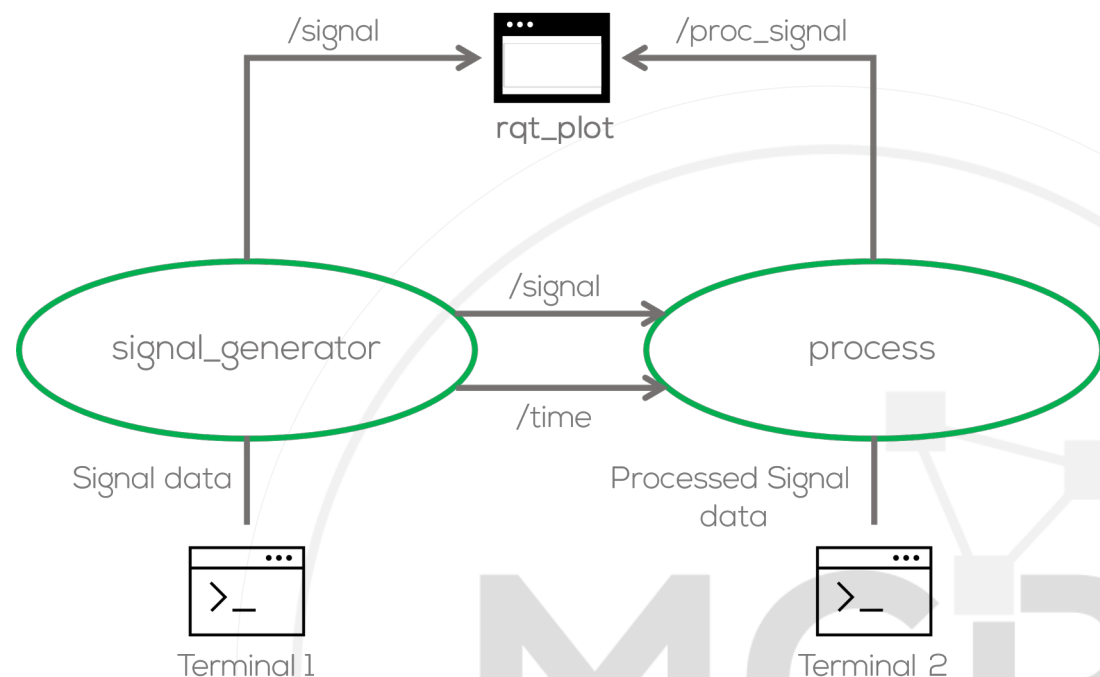 /signal
/proc_signal
rqt_plot
/signal
signal_generator
process
/time
Signal data
Processed Signal
data
>_
>_
Terminal 1
Terminal 2